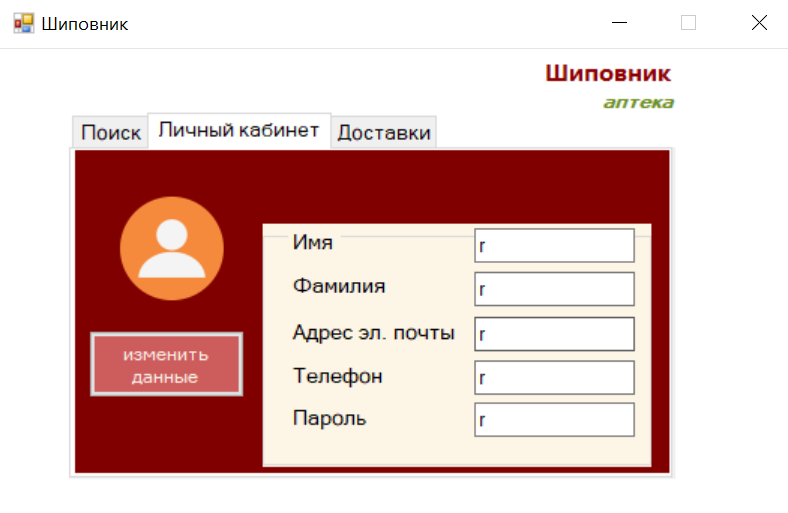 Шиповник
Шиповник
аптека
Поиск Личный кабинет Доставки
Имя r
Фамилия r
Адрес эл. почты r
изменить
данные
Телефон r
Пароль r